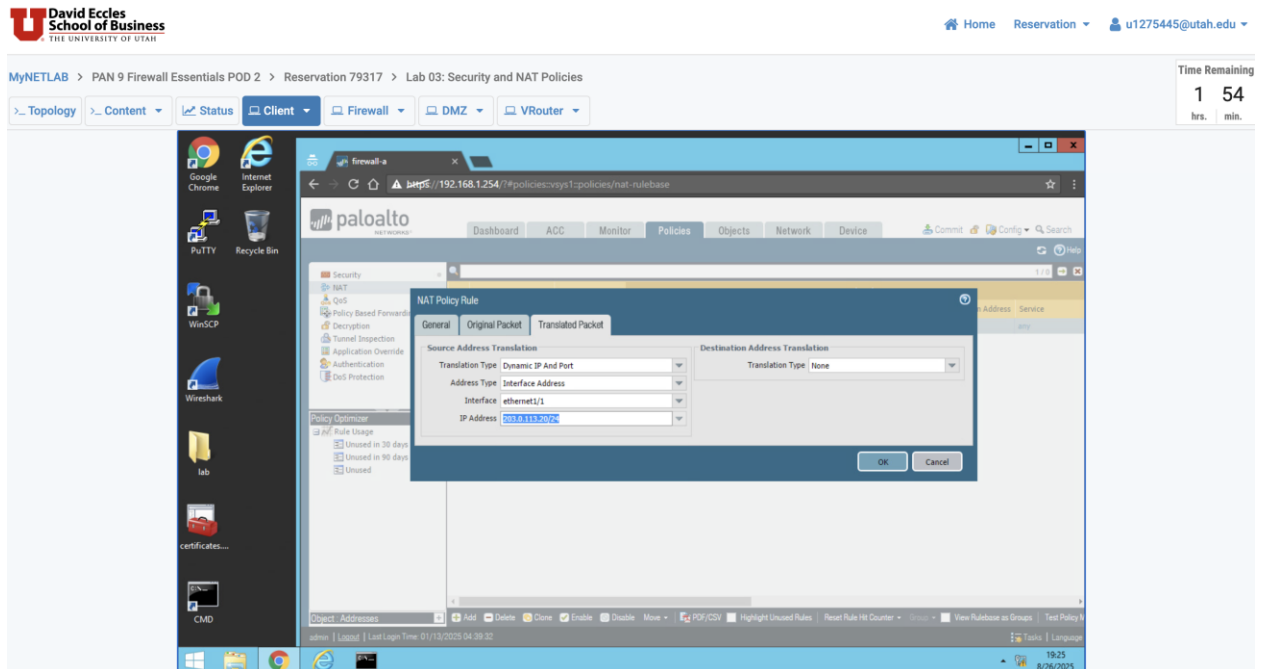 David Eccles
School of Business
THE UNIVERSITY OF UTAH
Home Reservation u1275445@utah.edu
MyNETLAB > PAN 9 Firewall Essentials POD 2 > Reservation 79317 > Lab 03: Security and NAT Policies
Time Remaining
1 54
hrs. min.
>_ Topology >_ Content Status Client Firewall DMZ VRouter
Google
Chrome
Internet
Explorer
PuTTY
Recycle Bin
WinSCP
Wireshark
lab
certificates....
CMD
firewall-a
https://192.168.1.254/?#policies::vsys1::policies/nat-rulebase
paloalto
NETWORKS
Dashboard ACC Monitor Policies Objects Network Device
Commit Config Search
Help
Security
NAT
QoS
Policy Based Forwardin
Decryption
Tunnel Inspection
Application Override
Authentication
DoS Protection
Address Service
any
NAT Policy Rule
General Original Packet Translated Packet
Source Address Translation
Translation Type Dynamic IP And Port
Address Type Interface Address
Interface ethernet1/1
IP Address 203.0.113.20/24
Destination Address Translation
Translation Type None
OK Cancel
Policy Optimizer
Rule Usage
Unused in 30 days
Unused in 90 days
Unused
Object : Addresses
Add Delete Clone Enable Disable Move PDF/CSV Highlight Unused Rules Reset Rule Hit Counter Group View Rulebase as Groups Test Policy M
admin | Logout | Last Login Time: 01/13/2025 04:39:32
Tasks | Language
19:25
8/26/2025